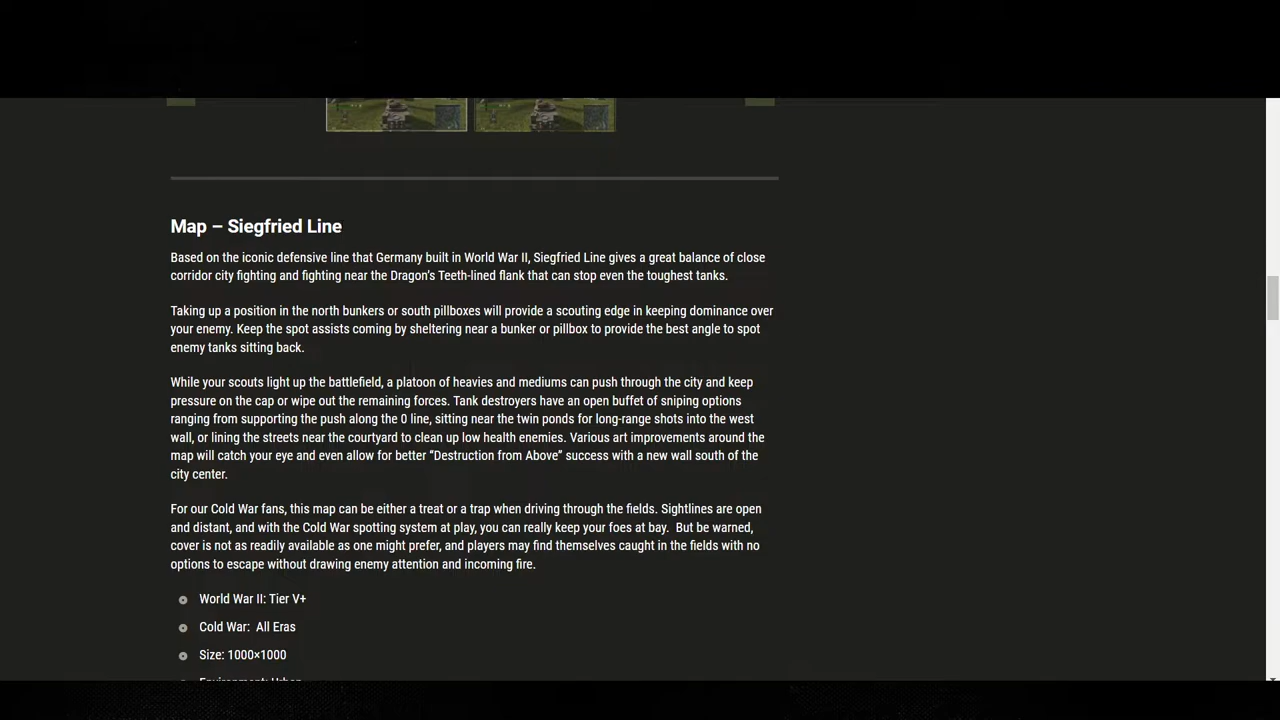 Map – Siegfried Line
Based on the iconic defensive line that Germany built in World War II, Siegfried Line gives a great balance of close
corridor city fighting and fighting near the Dragon's Teeth-lined flank that can stop even the toughest tanks.
Taking up a position in the north bunkers or south pillboxes will provide a scouting edge in keeping dominance over
your enemy. Keep the spot assists coming by sheltering near a bunker or pillbox to provide the best angle to spot
enemy tanks sitting back.
While your scouts light up the battlefield, a platoon of heavies and mediums can push through the city and keep
pressure on the cap or wipe out the remaining forces. Tank destroyers have an open buffet of sniping options
ranging from supporting the push along the 0 line, sitting near the twin ponds for long-range shots into the west
wall, or lining the streets near the courtyard to clean up low health enemies. Various art improvements around the
map will catch your eye and even allow for better “Destruction from Above” success with a new wall south of the
city center.
For our Cold War fans, this map can be either a treat or a trap when driving through the fields. Sightlines are open
and distant, and with the Cold War spotting system at play, you can really keep your foes at bay.  But be warned,
cover is not as readily available as one might prefer, and players may find themselves caught in the fields with no
options to escape without drawing enemy attention and incoming fire.
World War II: Tier V+
Cold War:  All Eras
Size: 1000×1000
Environment: Urban